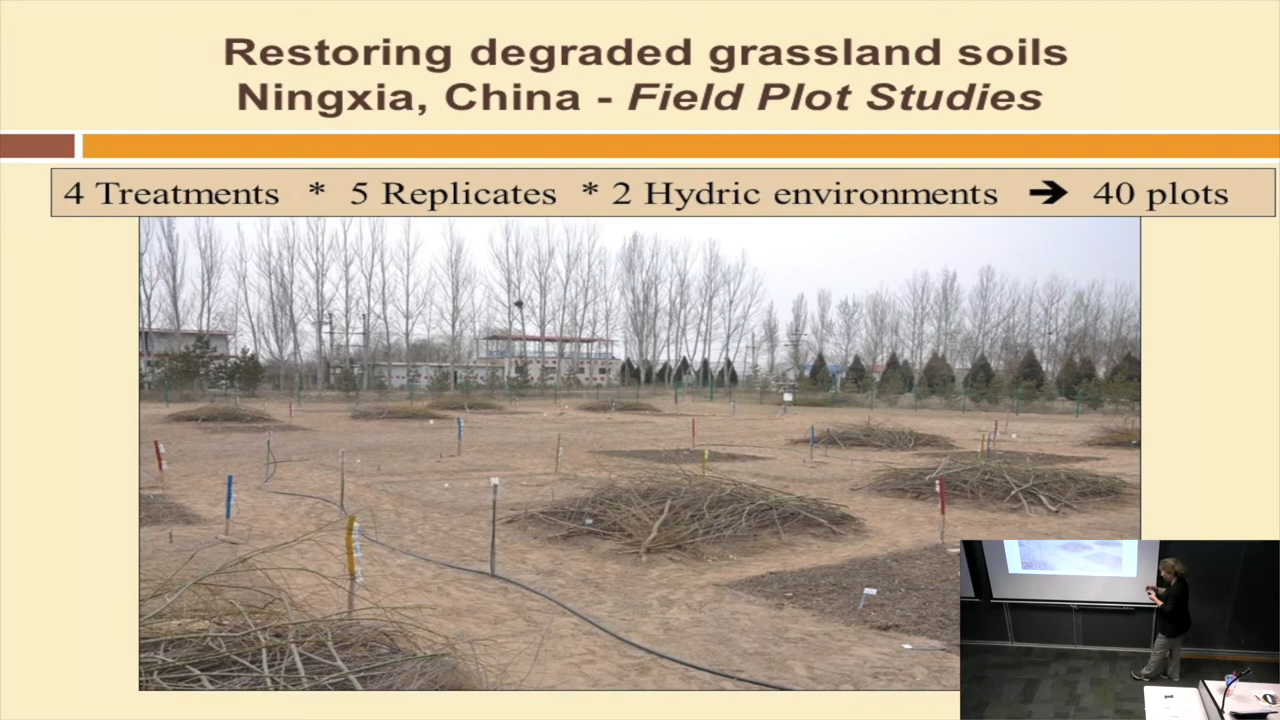 Restoring degraded grassland soils
Ningxia, China - Field Plot Studies
4 Treatments * 5 Replicates * 2 Hydric environments ➔ 40 plots